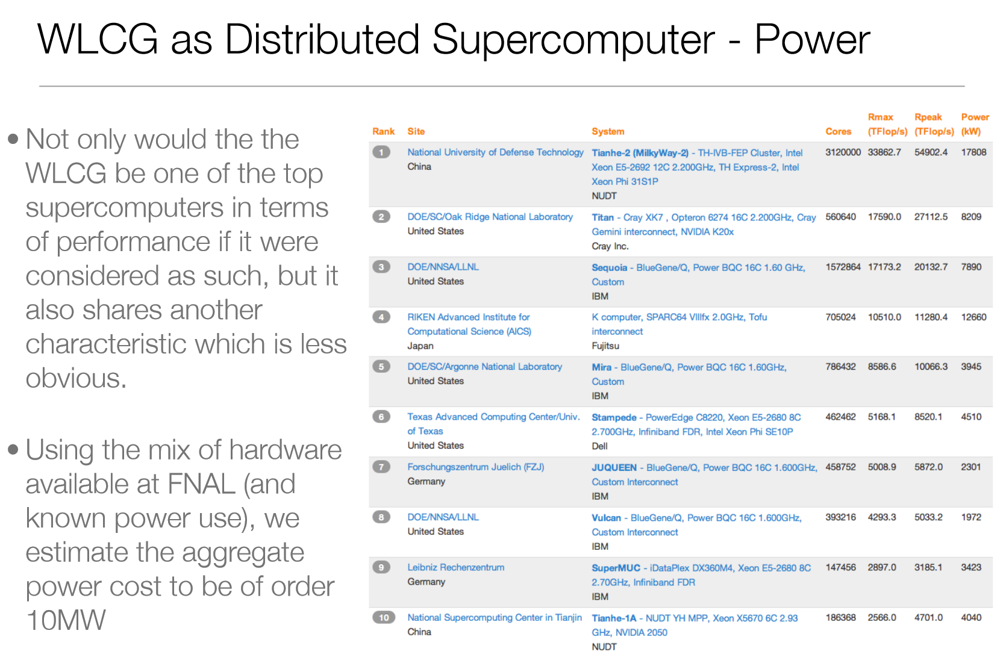 WLCG as Distributed Supercomputer - Power
• Not only would the the
WLCG be one of the top
supercomputers in terms
of performance if it were
considered as such, but it
also shares another
characteristic which is less
obvious.
• Using the mix of hardware
available at FNAL (and
known power use), we
estimate the aggregate
power cost to be of order
10MW
Rmax Rpeak Power
Rank Site System Cores (TFlop/s) (TFlop/s) (kW)
1 National University of Defense Technology Tianhe-2 (MilkyWay-2) - TH-IVB-FEP Cluster, Intel 3120000 33862.7 54902.4 17808
China Xeon E5-2692 12C 2.200GHz, TH Express-2, Intel
Xeon Phi 31S1P
NUDT
2 DOE/SC/Oak Ridge National Laboratory Titan - Cray XK7 , Opteron 6274 16C 2.200GHz, Cray 560640 17590.0 27112.5 8209
United States Gemini interconnect, NVIDIA K20x
Cray Inc.
3 DOE/NNSA/LLNL Sequoia - BlueGene/Q, Power BQC 16C 1.60 GHz, 1572864 17173.2 20132.7 7890
United States Custom
IBM
4 RIKEN Advanced Institute for K computer, SPARC64 VIIIfx 2.0GHz, Tofu 705024 10510.0 11280.4 12660
Computational Science (AICS) interconnect
Japan Fujitsu
5 DOE/SC/Argonne National Laboratory Mira - BlueGene/Q, Power BQC 16C 1.60GHz, 786432 8586.6 10066.3 3945
United States Custom
IBM
6 Texas Advanced Computing Center/Univ. Stampede - PowerEdge C8220, Xeon E5-2680 8C 462462 5168.1 8520.1 4510
of Texas 2.700GHz, Infiniband FDR, Intel Xeon Phi SE10P
United States Dell
7 Forschungszentrum Juelich (FZJ) JUQUEEN - BlueGene/Q, Power BQC 16C 1.600GHz, 458752 5008.9 5872.0 2301
Germany Custom Interconnect
IBM
8 DOE/NNSA/LLNL Vulcan - BlueGene/Q, Power BQC 16C 1.600GHz, 393216 4293.3 5033.2 1972
United States Custom Interconnect
IBM
9 Leibniz Rechenzentrum SuperMUC - iDataPlex DX360M4, Xeon E5-2680 8C 147456 2897.0 3185.1 3423
Germany 2.70GHz, Infiniband FDR
IBM
10 National Supercomputing Center in Tianjin Tianhe-1A - NUDT YH MPP, Xeon X5670 6C 2.93 186368 2566.0 4701.0 4040
China GHz, NVIDIA 2050
NUDT